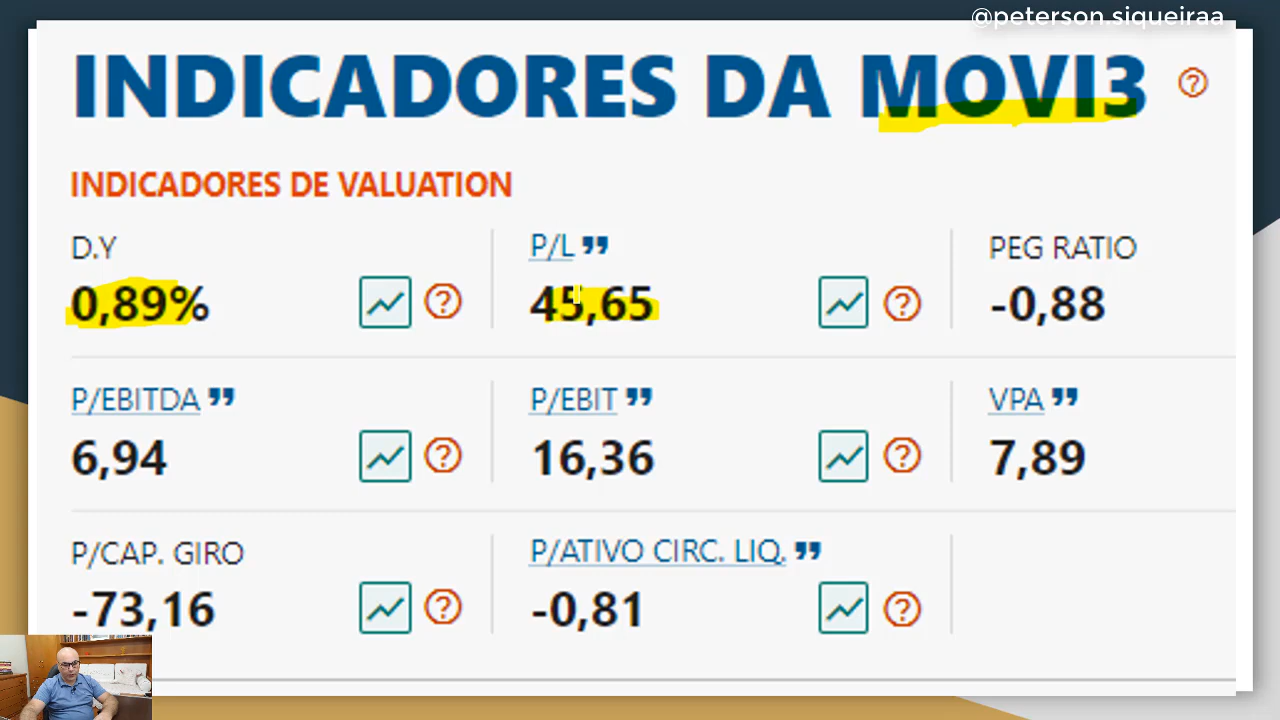 @peterson.siqueiraa
INDICADORES DA MOVI3
INDICADORES DE VALUATION
D.Y
P/L
PEG RATIO
0,89%
45,65
-0,88
P/EBITDA
P/EBIT
VPA
6,94
16,36
7,89
P/CAP. GIRO
P/ATIVO CIRC. LIQ.
-73,16
-0,81